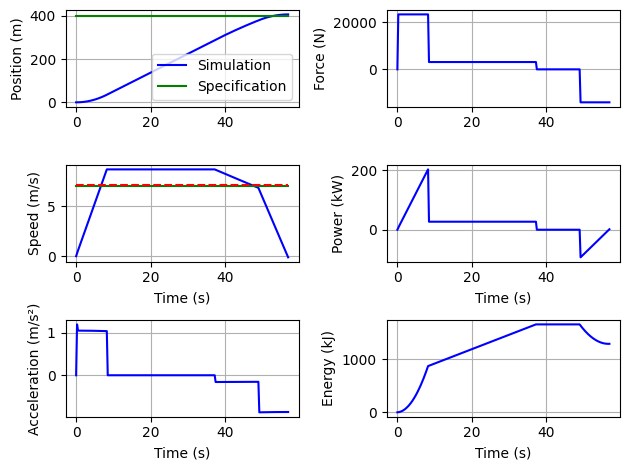 Position (m)
400
200
0
0
20
40
Simulation
Specification
Force (N)
20000
0
0
20
40
Speed (m/s)
5
0
0
20
40
Time (s)
Power (kW)
200
0
0
20
40
Time (s)
Acceleration (m/s²)
1
0
0
20
40
Time (s)
Energy (kJ)
1000
0
0
20
40
Time (s)